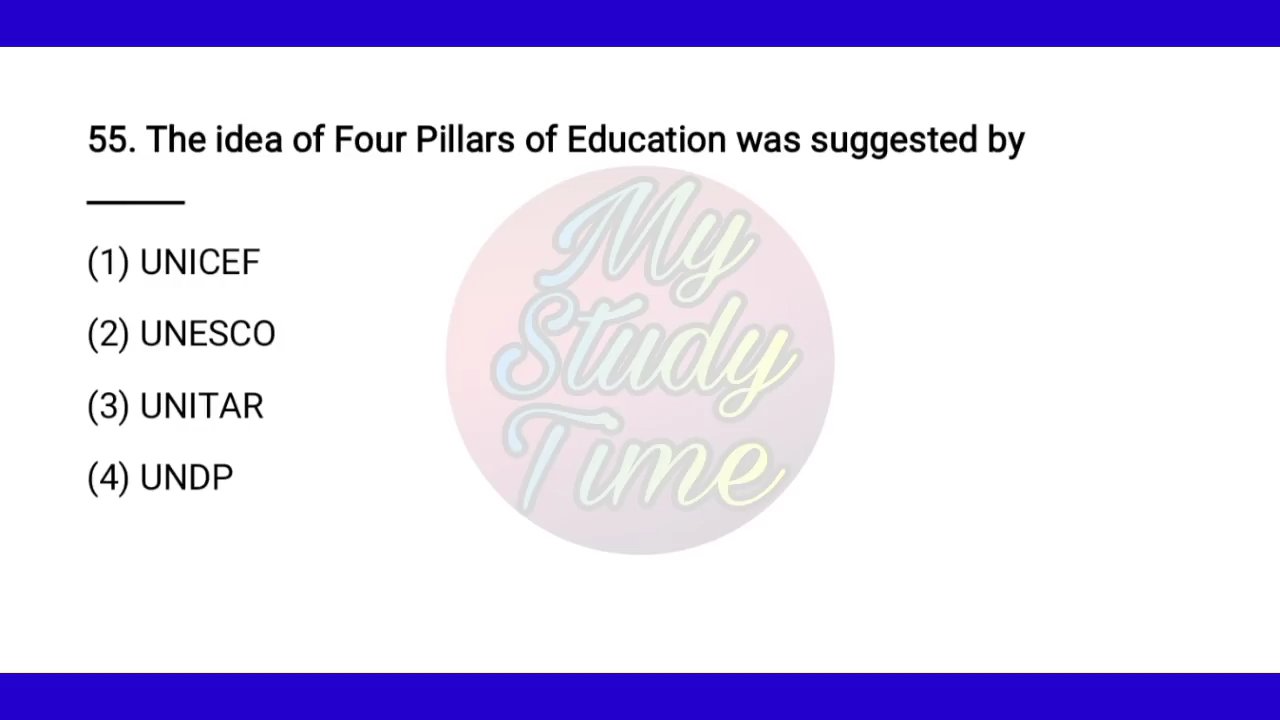 55. The idea of Four Pillars of Education was suggested by
_____
(1) UNICEF
(2) UNESCO
(3) UNITAR
(4) UNDP
My
Study
Time